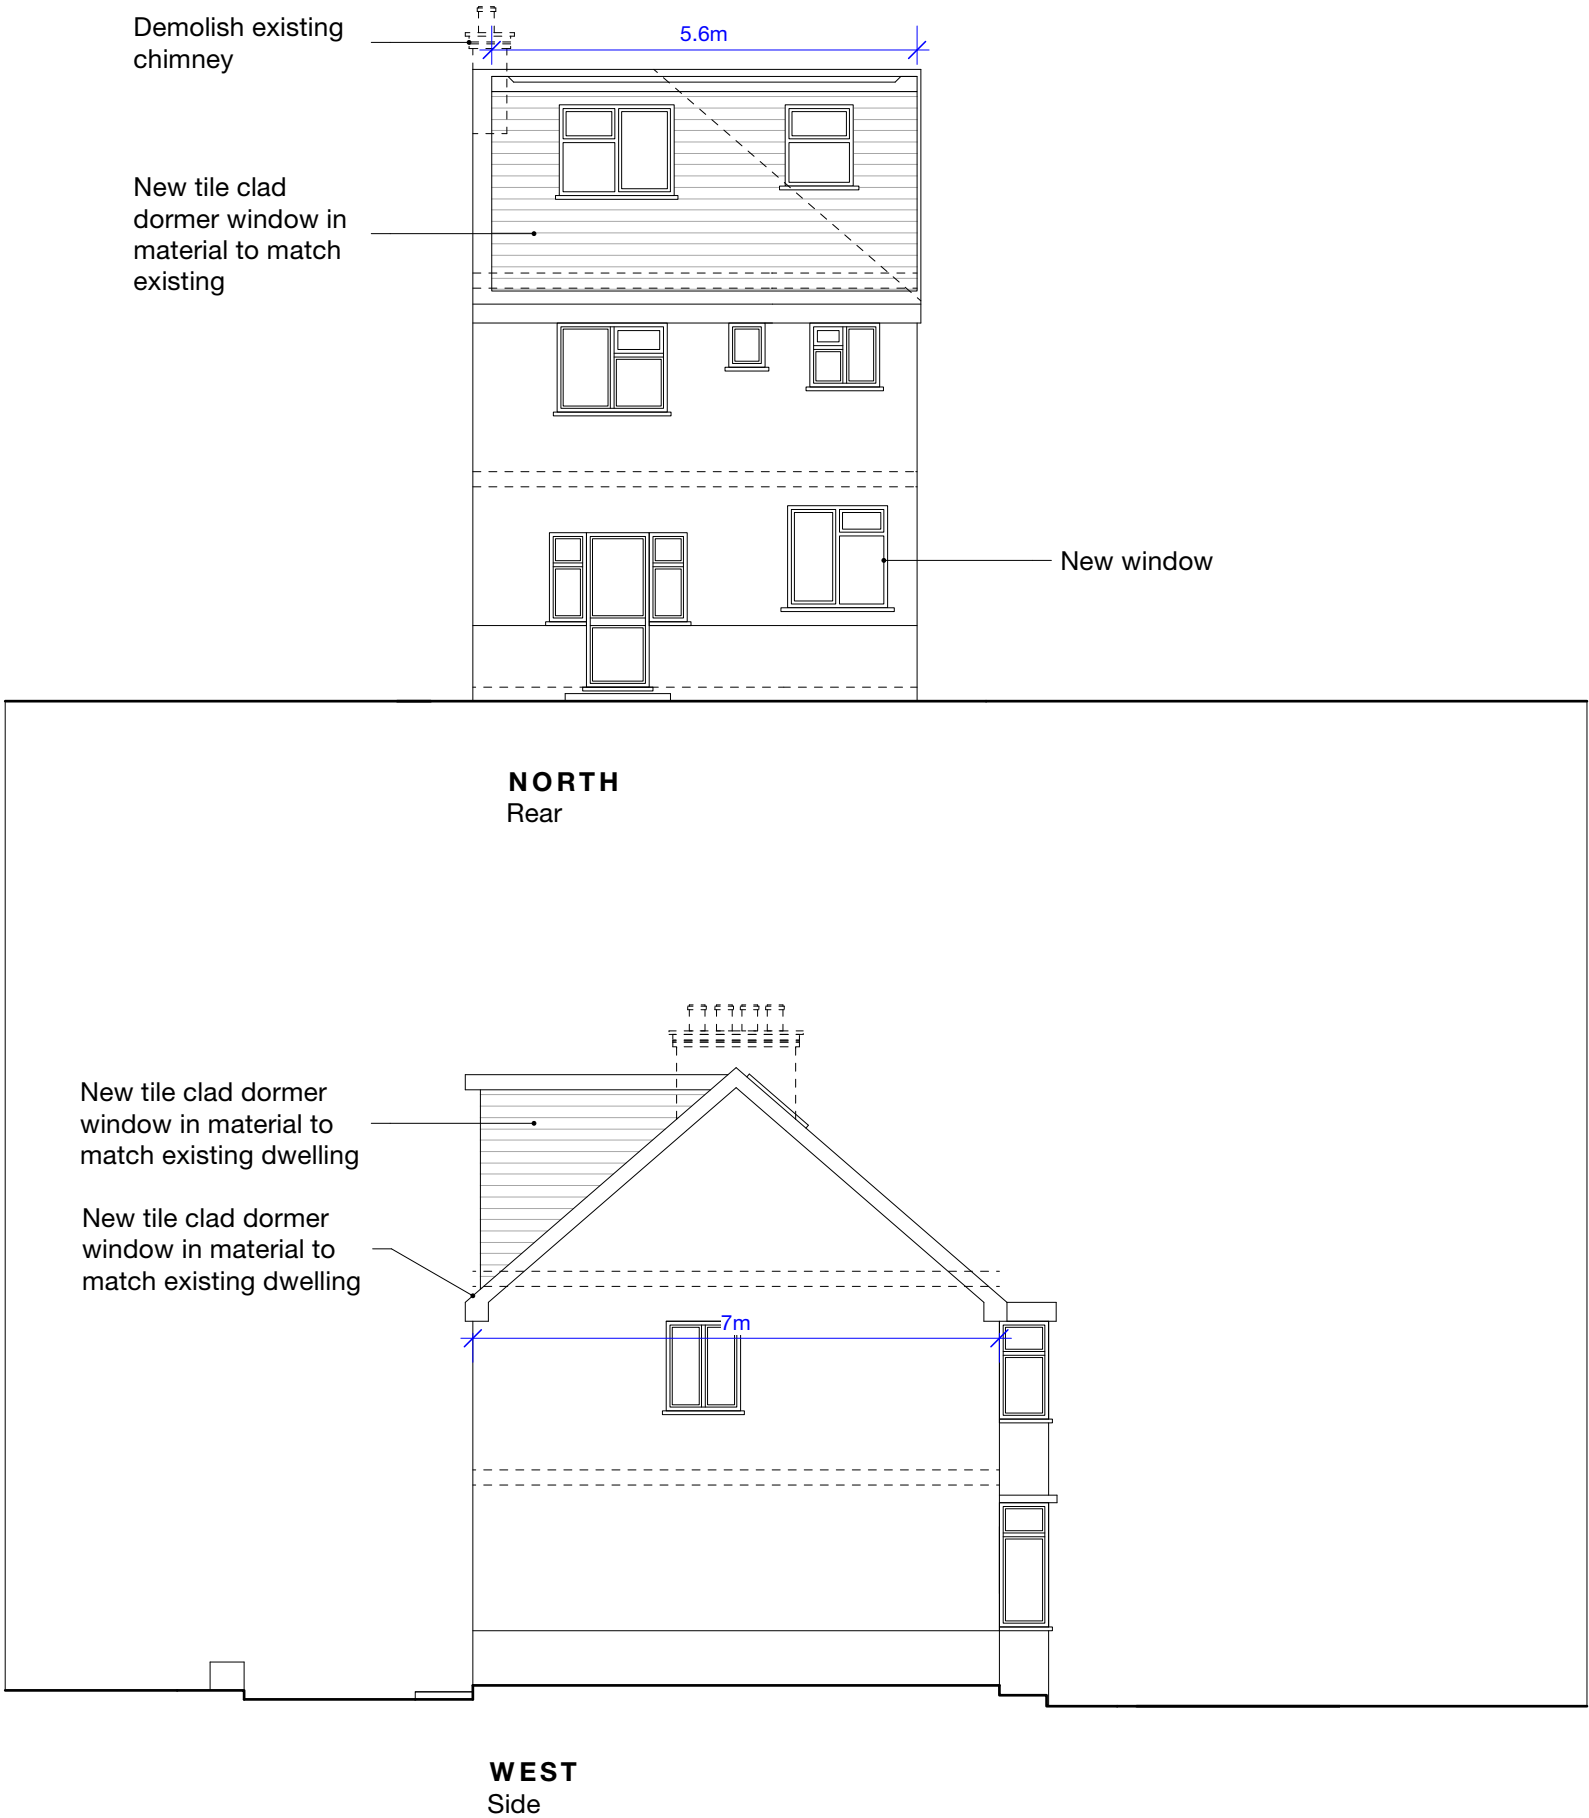 Demolish existing
chimney
5.6m
New tile clad
dormer window in
material to match
existing
New window
NORTH
Rear
New tile clad dormer
window in material to
match existing dwelling
New tile clad dormer
window in material to
match existing dwelling
7m
WEST
Side